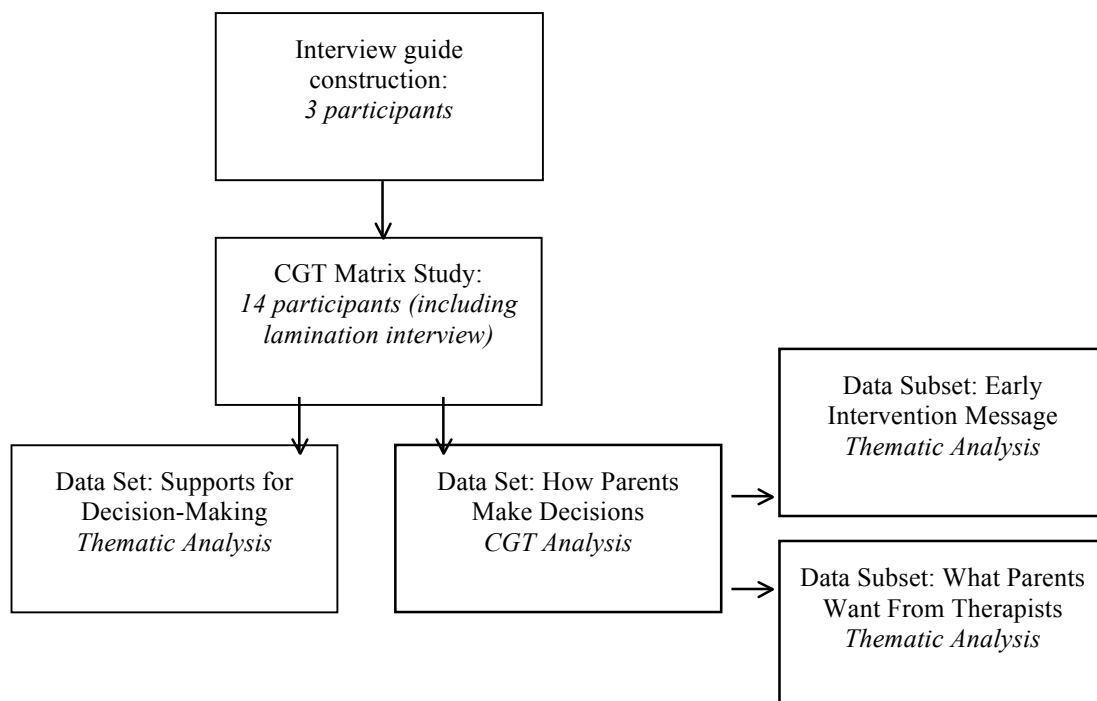 Interview guide
construction:
3 participants
CGT Matrix Study:
14 participants (including
lamination interview)
Data Set: Supports for
Decision-Making
Thematic Analysis
Data Set: How Parents
Make Decisions
CGT Analysis
Data Subset: Early
Intervention Message
Thematic Analysis
Data Subset: What Parents
Want From Therapists
Thematic Analysis